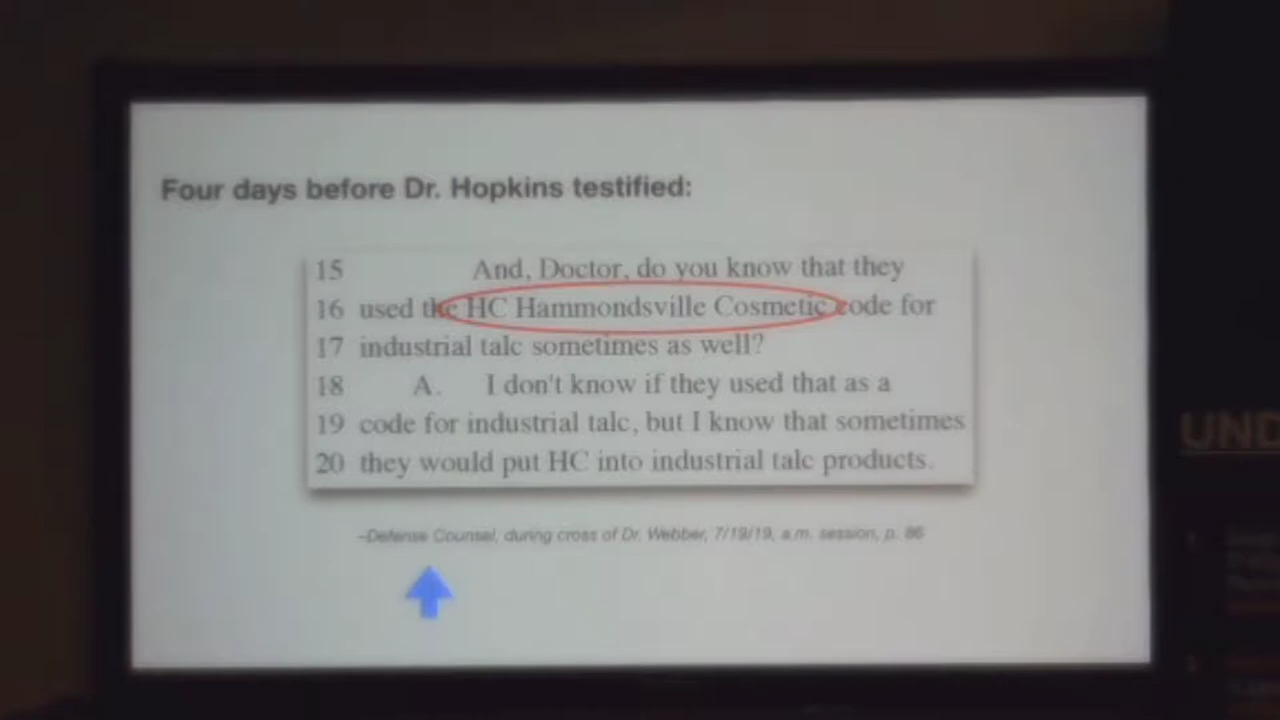 Four days before Dr. Hopkins testified:
15 And, Doctor, do you know that they
16 used the HC Hammondsville Cosmetic code for
17 industrial talc sometimes as well?
18 A. I don't know if they used that as a
19 code for industrial talc, but I know that sometimes
20 they would put HC into industrial talc products.
–Defense Counsel, during cross of Dr. Webber, 7/19/19, a.m. session, p. 86
UND